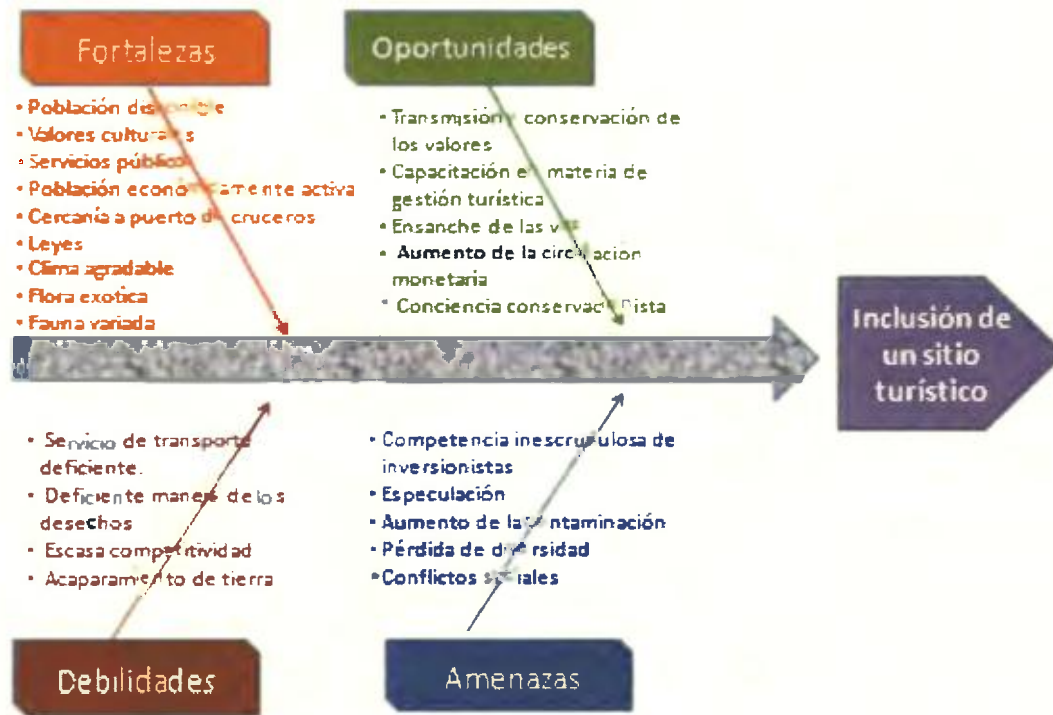 Fortalezas
• Población disponible
• Valores culturales
• Servicios públicos
• Población económicamente activa
• Cercanía a puerto de cruceros
• Leyes
• Clima agradable
• Flora exotica
• Fauna variada
Oportunidades
• Transmisión y conservación de
los valores
• Capacitación en materia de
gestión turística
• Ensanche de las
• Aumento de la circulación
monetaria
• Conciencia conservacionista
Inclusión de
un sitio
turístico
• Servicio de transporte
deficiente.
• Deficiente manejo de los
desechos
• Escasa competitividad
• Acaparamiento de tierra
Debilidades
• Competencia inescrupulosa de
inversionistas
• Especulación
• Aumento de la contaminación
• Pérdida de diversidad
• Conflictos sociales
Amenazas